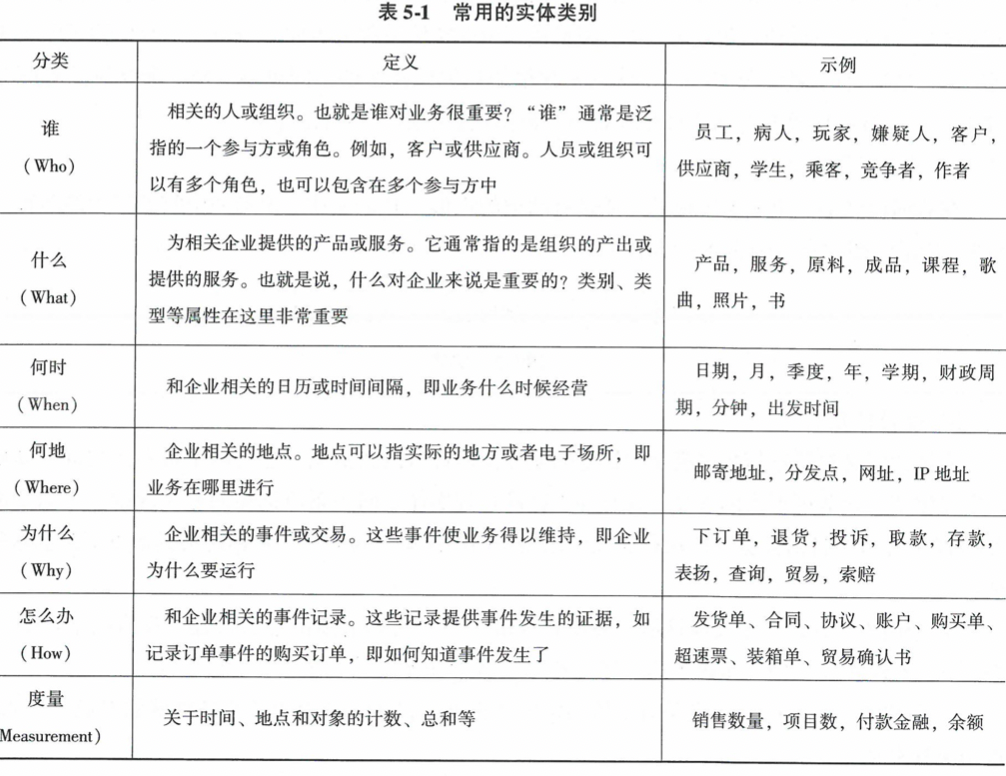 表 5-1 常用的实体类别
分类
定义
示例
谁
（Who）
相关的人或组织。也就是谁对业务很重要？“谁”通常是泛
指的一个参与方或角色。例如，客户或供应商。人员或组织可
以有多个角色，也可以包含在多个参与方中
员工，病人，玩家，嫌疑人，客户，
供应商，学生，乘客，竞争者，作者
什么
（What）
为相关企业提供的产品或服务。它通常指的是组织的产出或
提供的服务。也就是说，什么对企业来说是重要的？类别、类
型等属性在这里非常重要
产品，服务，原料，成品，课程，歌
曲，照片，书
何时
（When）
和企业相关的日历或时间间隔，即业务什么时候经营
日期，月，季度，年，学期，财政周
期，分钟，出发时间
何地
（Where）
企业相关的地点。地点可以指实际的地方或者电子场所，即
业务在哪里进行
邮寄地址，分发点，网址，IP 地址
为什么
（Why）
企业相关的事件或交易。这些事件使业务得以维持，即企业
为什么要运行
下订单，退货，投诉，取款，存款，
表扬，查询，贸易，索赔
怎么办
（How）
和企业相关的事件记录。这些记录提供事件发生的证据，如
记录订单事件的购买订单，即如何知道事件发生了
发货单、合同、协议、账户、购买单、
超速票、装箱单、贸易确认书
度量
Measurement）
关于时间、地点和对象的计数、总和等
销售数量，项目数，付款金融，余额